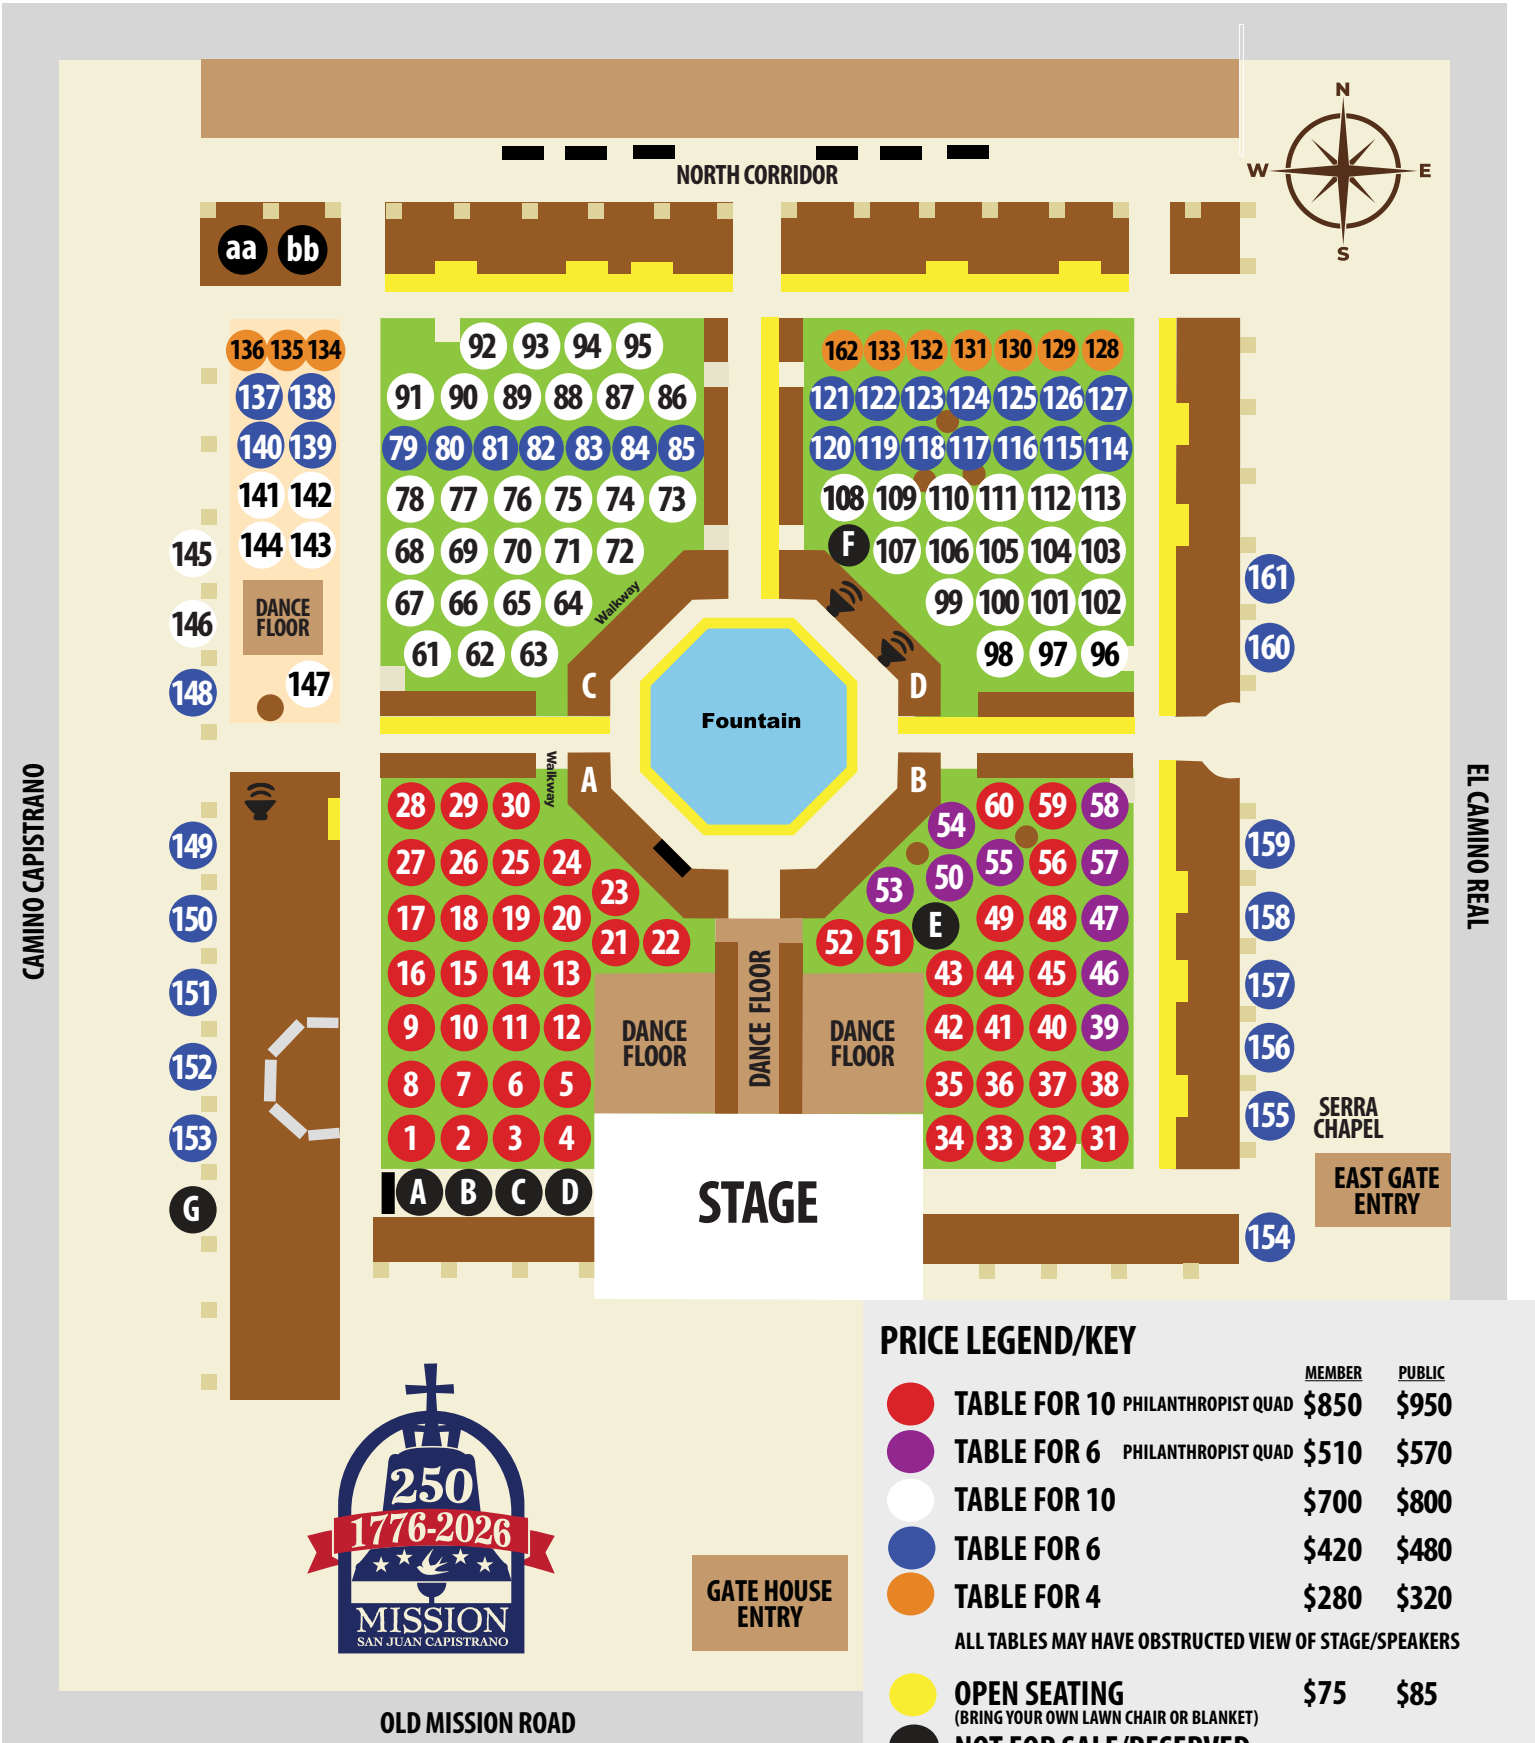 N
W E
S
NORTH CORRIDOR
aa bb
92 93 94 95
136 135 134
162 133 132 131 130 129 128
137 138
91 90 89 88 87 86
121 122 123 124 125 126 127
140 139
79 80 81 82 83 84 85
120 119 118 117 116 115 114
141 142
78 77 76 75 74 73
108 109 110 111 112 113
145
144 143
68 69 70 71 72
F 107 106 105 104 103
161
DANCE
FLOOR
67 66 65 64
Walkway
99 100 101 102
146
61 62 63
98 97 96
160
148
147
C
D
Fountain
CAMINO CAPISTRANO
EL CAMINO REAL
Walkway
A
B
28 29 30
54 60 59 58
149
159
27 26 25 24
23
53 50 55 56 57
150
17 18 19 20
E 49 48 47
158
21 22
52 51
151
16 15 14 13
43 44 45 46
157
9 10 11 12
DANCE
FLOOR
DANCE FLOOR
DANCE
FLOOR
42 41 40 39
156
152
8 7 6 5
35 36 37 38
155
SERRA
CHAPEL
153
1 2 3 4
34 33 32 31
G
A B C D
STAGE
EAST GATE
ENTRY
154
PRICE LEGEND/KEY
MEMBER PUBLIC
TABLE FOR 10 PHILANTHROPIST QUAD $850 $950
TABLE FOR 6 PHILANTHROPIST QUAD $510 $570
TABLE FOR 10 $700 $800
TABLE FOR 6 $420 $480
TABLE FOR 4 $280 $320
ALL TABLES MAY HAVE OBSTRUCTED VIEW OF STAGE/SPEAKERS
OPEN SEATING $75 $85
(BRING YOUR OWN LAWN CHAIR OR BLANKET)
NOT FOR SALE/RESERVED
250
1776-2026
MISSION
SAN JUAN CAPISTRANO
GATE HOUSE
ENTRY
OLD MISSION ROAD